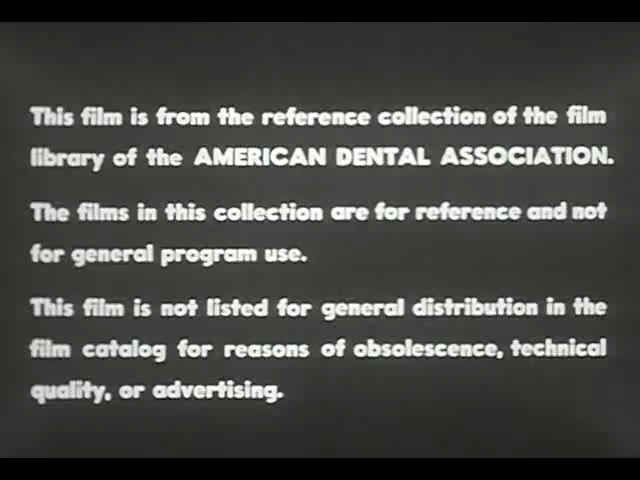 This film is from the reference collection of the film
library of the AMERICAN DENTAL ASSOCIATION.
The films in this collection are for reference and not
for general program use.
This film is not listed for general distribution in the
film catalog for reasons of obsolescence, technical
quality, or advertising.